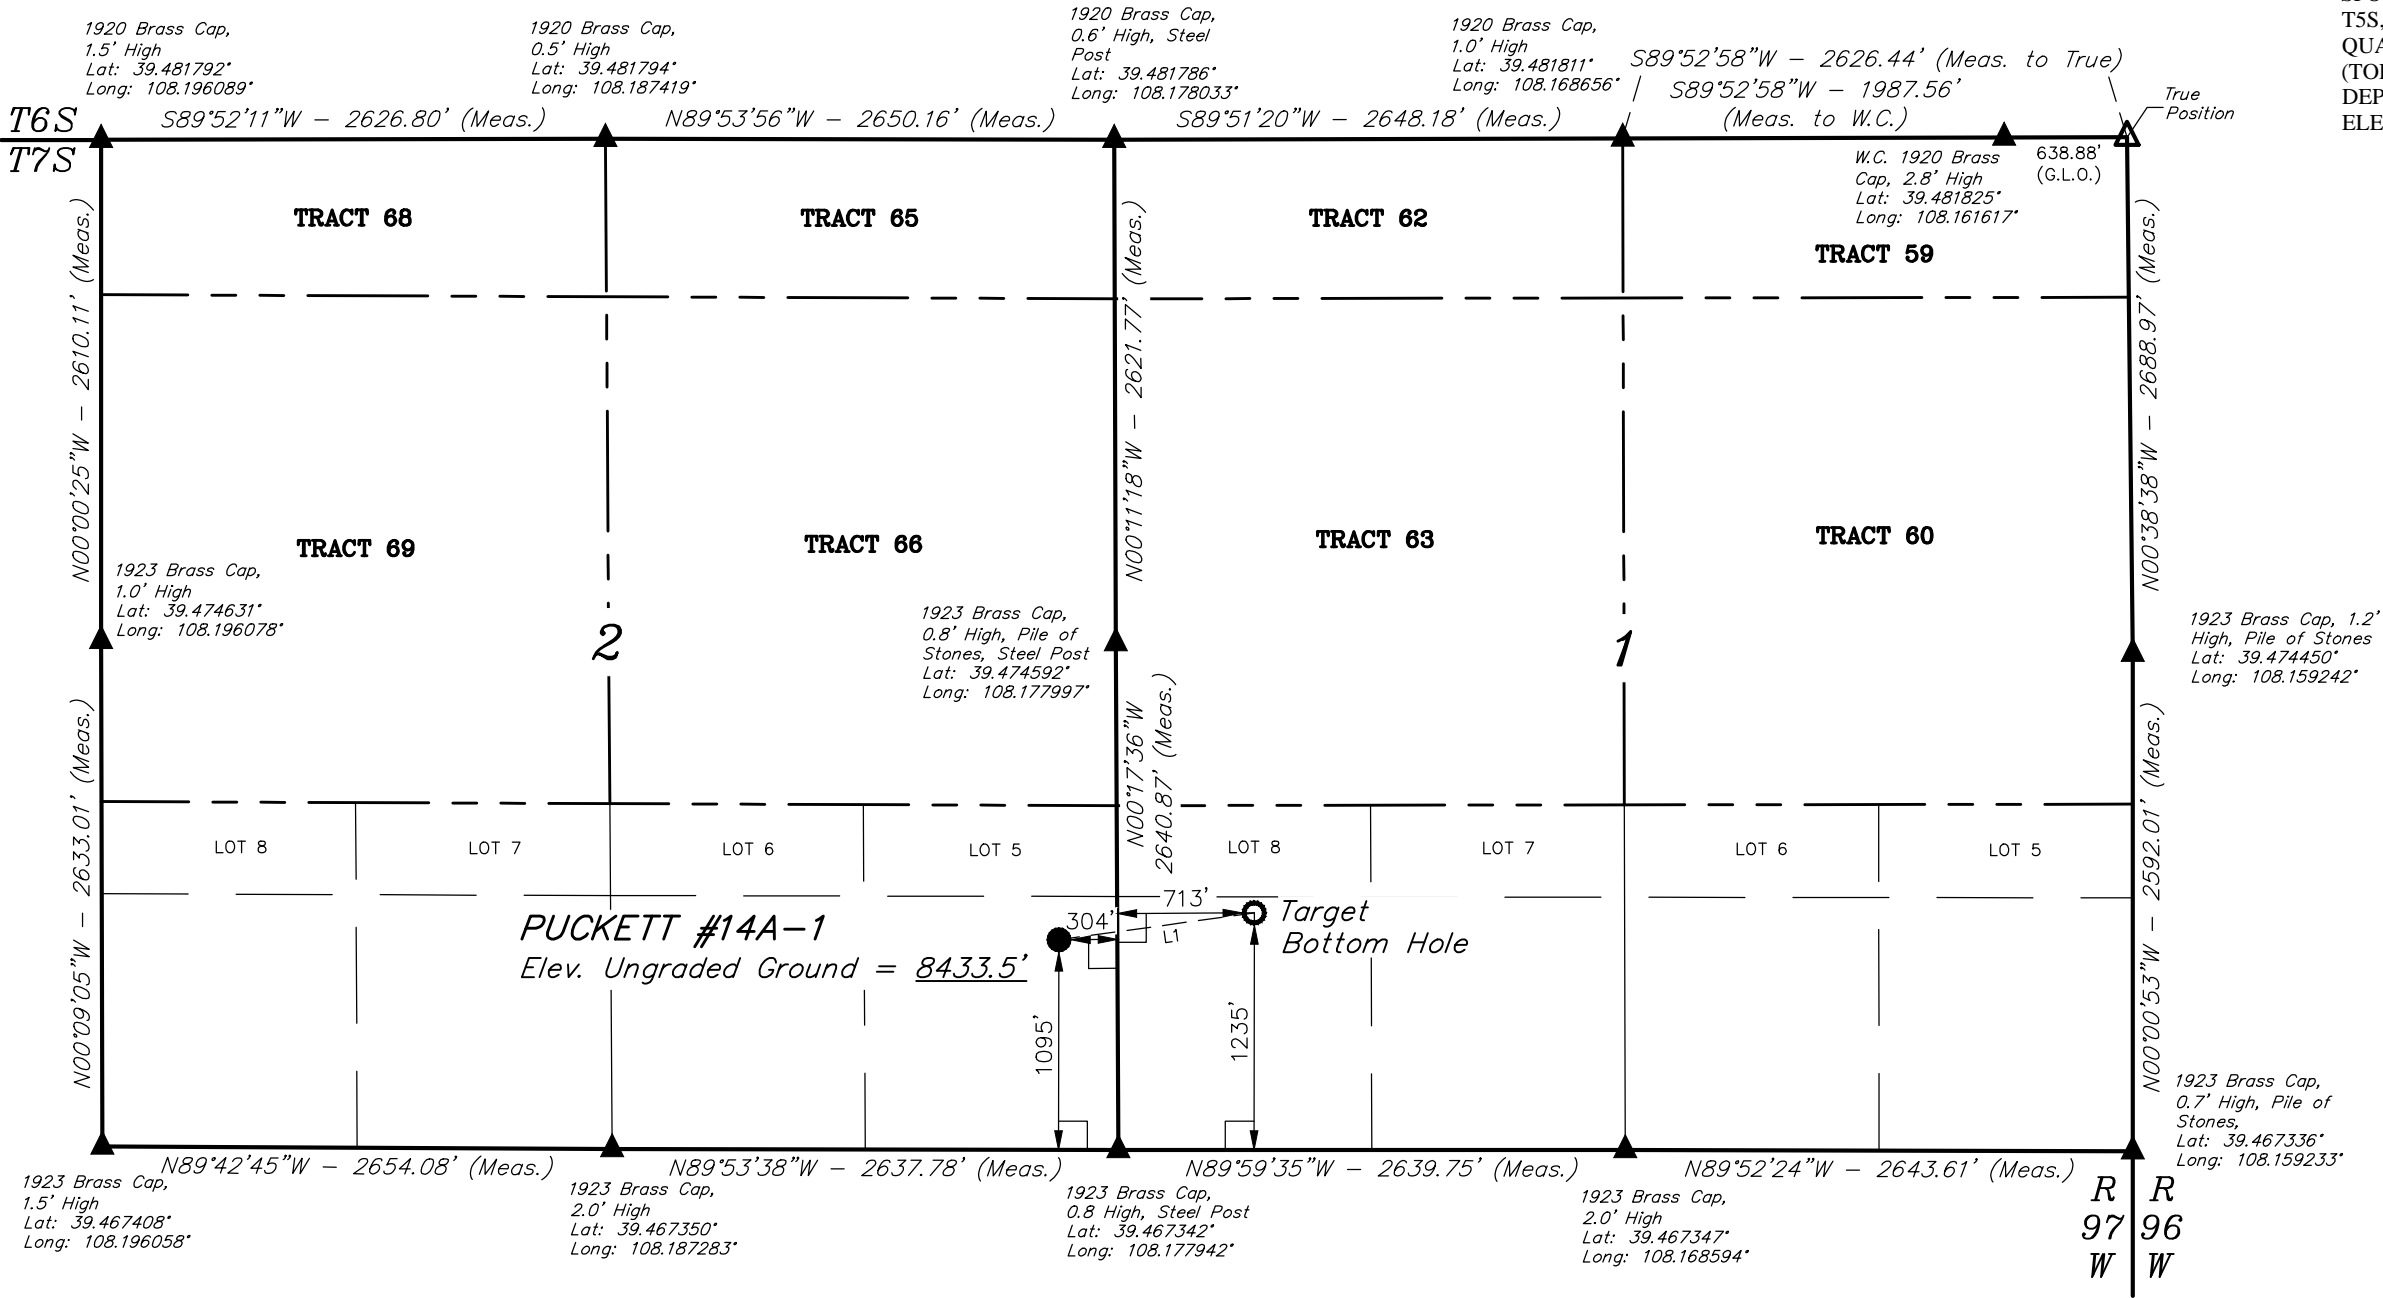 1920 Brass Cap,
1.5' High
Lat: 39.481792°
Long: 108.196089°
1920 Brass Cap,
0.5' High
Lat: 39.481794°
Long: 108.187419°
1920 Brass Cap,
0.6' High, Steel
Post
Lat: 39.481786°
Long: 108.178033°
1920 Brass Cap,
1.0' High
Lat: 39.481811°
Long: 108.168656°
S89°52'58"W - 2626.44' (Meas. to True)
S89°52'58"W - 1987.56'
(Meas. to W.C.)
T5S,
QUA
(TO
DEP
ELE
True
Position
T6S
T7S
S89°52'11"W - 2626.80' (Meas.)
N89°53'56"W - 2650.16' (Meas.)
S89°51'20"W - 2648.18' (Meas.)
W.C. 1920 Brass
Cap, 2.8' High
Lat: 39.481825°
Long: 108.161617°
638.88'
(G.L.O.)
TRACT 68
TRACT 65
TRACT 62
TRACT 59
N00°00'25"W - 2610.11' (Meas.)
N00°11'18"W - 2621.77' (Meas.)
N00°38'38"W - 2688.97' (Meas.)
TRACT 69
TRACT 66
TRACT 63
TRACT 60
1923 Brass Cap,
1.0' High
Lat: 39.474631°
Long: 108.196078°
2
1923 Brass Cap,
0.8' High, Pile of
Stones, Steel Post
Lat: 39.474592°
Long: 108.177997°
1
1923 Brass Cap, 1.2'
High, Pile of Stones
Lat: 39.474450°
Long: 108.159242°
N00°09'05"W - 2633.01' (Meas.)
N00°17'36"W
2640.87' (Meas.)
N00°00'53"W - 2592.01' (Meas.)
LOT 8
LOT 7
LOT 6
LOT 5
LOT 8
LOT 7
LOT 6
LOT 5
PUCKETT #14A-1
Elev. Ungraded Ground = 8433.5'
304'
713'
L1
Target
Bottom Hole
1095'
1235'
N89°42'45"W - 2654.08' (Meas.)
N89°53'38"W - 2637.78' (Meas.)
N89°59'35"W - 2639.75' (Meas.)
N89°52'24"W - 2643.61' (Meas.)
1923 Brass Cap,
1.5' High
Lat: 39.467408°
Long: 108.196058°
1923 Brass Cap,
2.0' High
Lat: 39.467350°
Long: 108.187283°
1923 Brass Cap,
0.8 High, Steel Post
Lat: 39.467342°
Long: 108.177942°
1923 Brass Cap,
2.0' High
Lat: 39.467347°
Long: 108.168594°
1923 Brass Cap,
0.7' High, Pile of
Stones,
Lat: 39.467336°
Long: 108.159233°
R R
97 96
W W